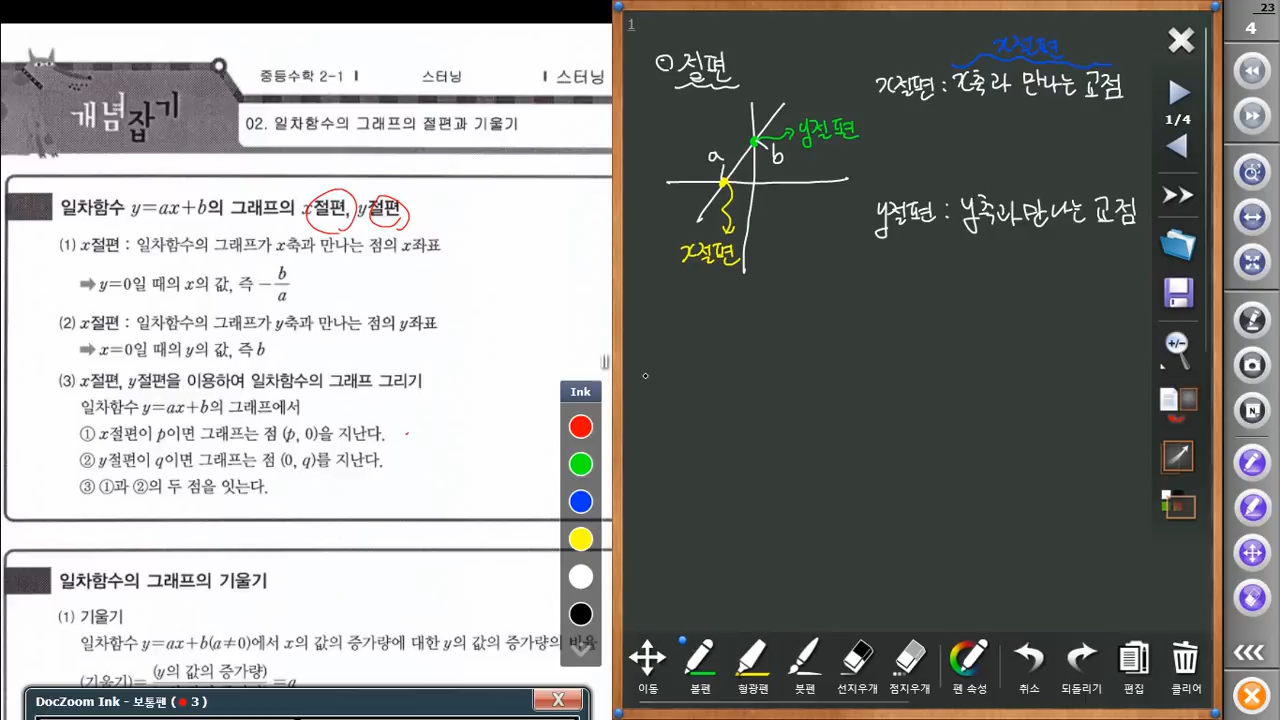 중등수학 2-1 Ⅰ 스터닝 Ⅰ 스터닝
개념잡기
02. 일차함수의 그래프의 절편과 기울기
일차함수 y=ax+b의 그래프의 x절편, y절편
(1) x절편 : 일차함수의 그래프가 x축과 만나는 점의 x좌표
➡ y=0일 때의 x의 값, 즉 -b/a
(2) x절편 : 일차함수의 그래프가 y축과 만나는 점의 y좌표
➡ x=0일 때의 y의 값, 즉 b
(3) x절편, y절편을 이용하여 일차함수의 그래프 그리기
일차함수 y=ax+b의 그래프에서
① x절편이 p이면 그래프는 점 (p, 0)을 지난다.
② y절편이 q이면 그래프는 점 (0, q)를 지난다.
③ ①과 ②의 두 점을 잇는다.
일차함수의 그래프의 기울기
(1) 기울기
일차함수 y=ax+b(a≠0)에서 x의 값의 증가량에 대한 y의 값의 증가량의 비율
(기울기)=(y의 값의 증가량) =a
DocZoom Ink - 보통펜 ( 3 )
Ink
1
절편
x절편
x절편 : x축과 만나는 교점
y절편
a
b
x절편
y절편 : y축과 만나는 교점
1/4
이동
볼펜
형광펜
붓펜
선지우개
점지우개
펜 속성
취소
되돌리기
편집
클리어
23
4